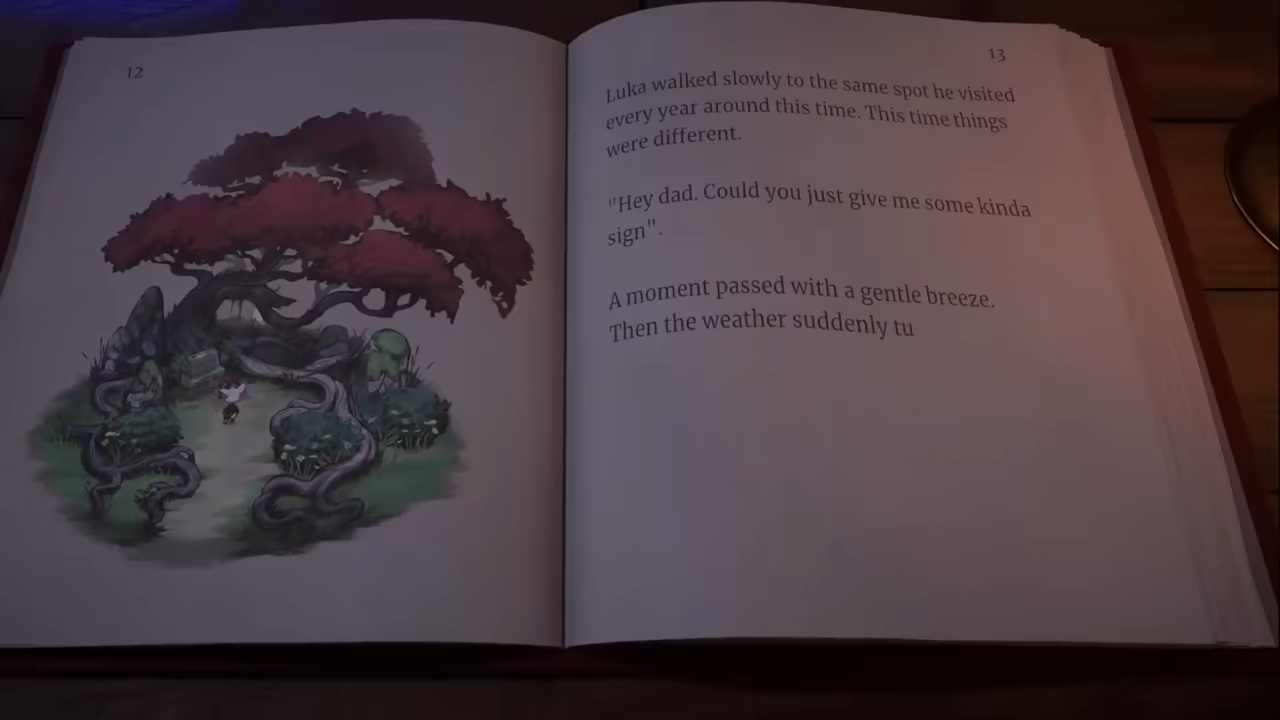 12
13
Luka walked slowly to the same spot he visited
every year around this time. This time things
were different.
"Hey dad. Could you just give me some kinda
sign".
A moment passed with a gentle breeze.
Then the weather suddenly tu